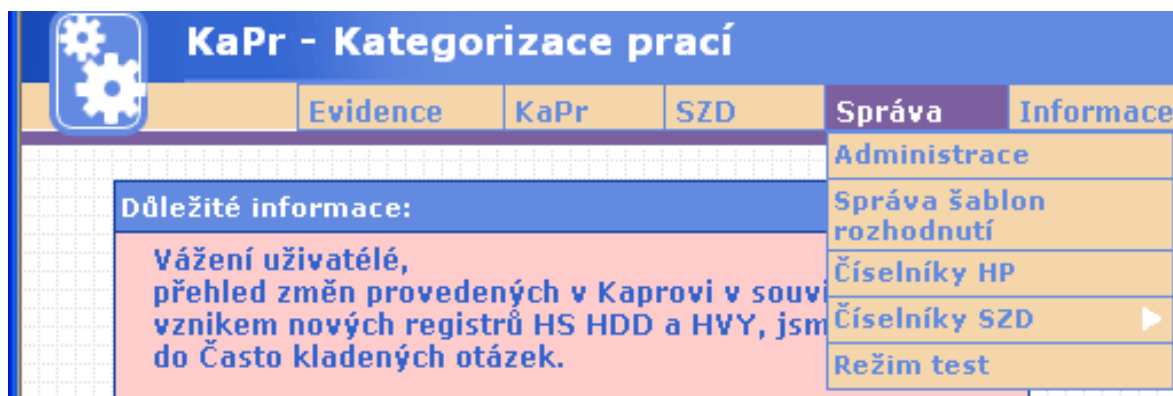 KaPr - Kategorizace prací
Evidence KaPr SZD Správa Informace
Administrace
Správa šablon
rozhodnutí
Číselníky HP
Číselníky SZD
Režim test
Důležité informace:
Vážení uživatélé,
přehled změn provedených v Kaprovi v souvi
vznikem nových registrů HS HDD a HVY, jsm
do Často kladených otázek.